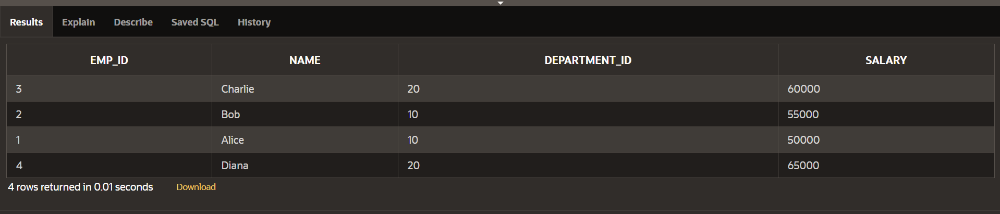 Results Explain Describe Saved SQL History
EMP_ID NAME DEPARTMENT_ID SALARY
3 Charlie 20 60000
2 Bob 10 55000
1 Alice 10 50000
4 Diana 20 65000
4 rows returned in 0.01 seconds Download